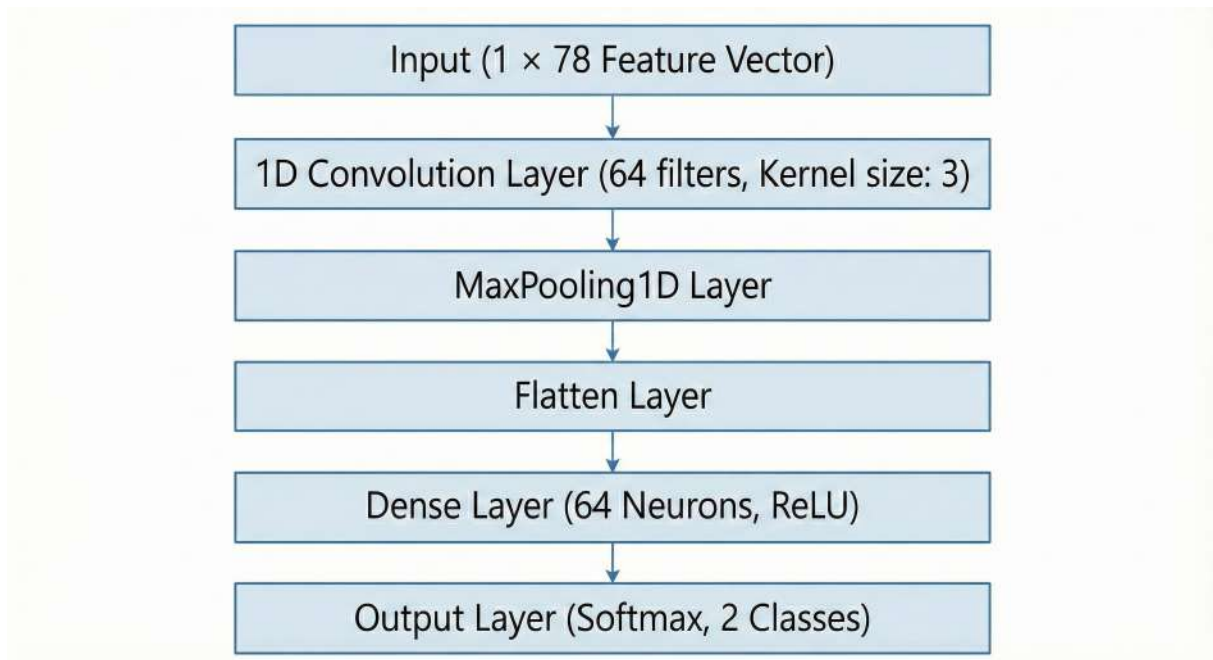 Input (1 × 78 Feature Vector)
1D Convolution Layer (64 filters, Kernel size: 3)
MaxPooling1D Layer
Flatten Layer
Dense Layer (64 Neurons, ReLU)
Output Layer (Softmax, 2 Classes)